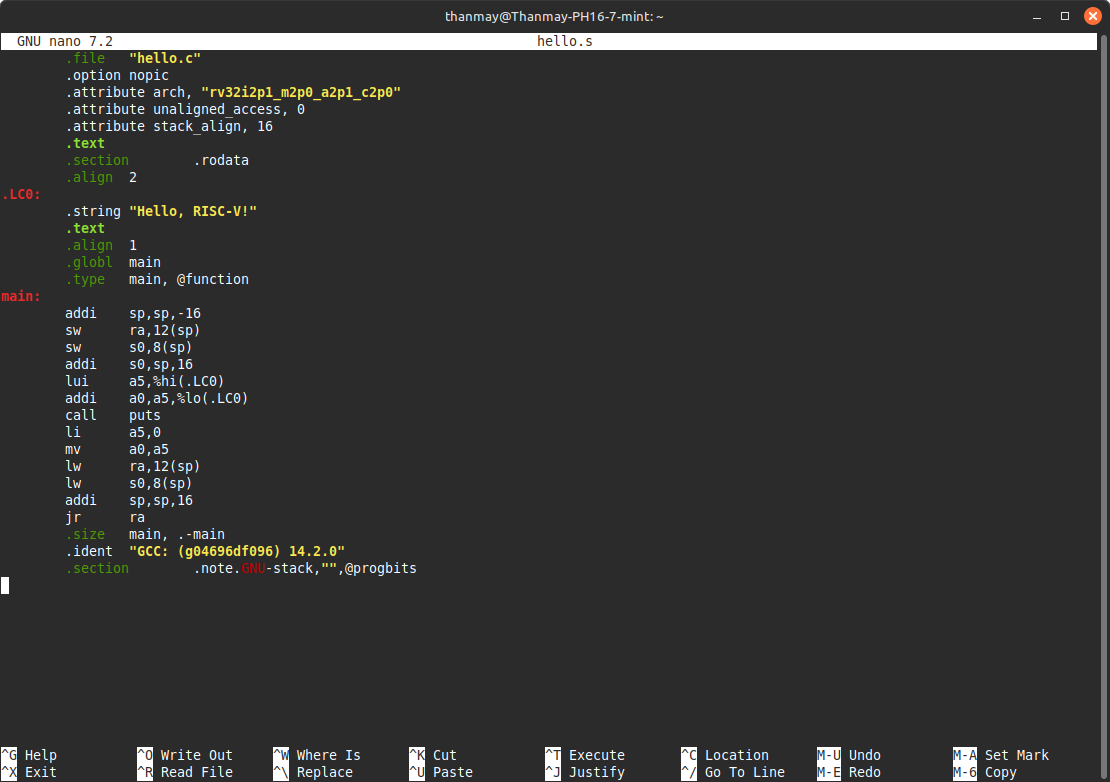 thanmay@Thanmay-PH16-7-mint: ~
GNU nano 7.2 hello.s
.file "hello.c"
.option nopic
.attribute arch, "rv32i2p1_m2p0_a2p1_c2p0"
.attribute unaligned_access, 0
.attribute stack_align, 16
.text
.section .rodata
.align 2
.LC0:
.string "Hello, RISC-V!"
.text
.align 1
.globl main
.type main, @function
main:
addi sp,sp,-16
sw ra,12(sp)
sw s0,8(sp)
addi s0,sp,16
lui a5,%hi(.LC0)
addi a0,a5,%lo(.LC0)
call puts
li a5,0
mv a0,a5
lw ra,12(sp)
lw s0,8(sp)
addi sp,sp,16
jr ra
.size main, .-main
.ident "GCC: (g04696df096) 14.2.0"
.section .note.GNU-stack,"",@progbits
^G Help ^O Write Out ^W Where Is ^K Cut ^T Execute ^C Location M-U Undo M-A Set Mark
^X Exit ^R Read File ^\ Replace ^U Paste ^J Justify ^/ Go To Line M-E Redo M-6 Copy